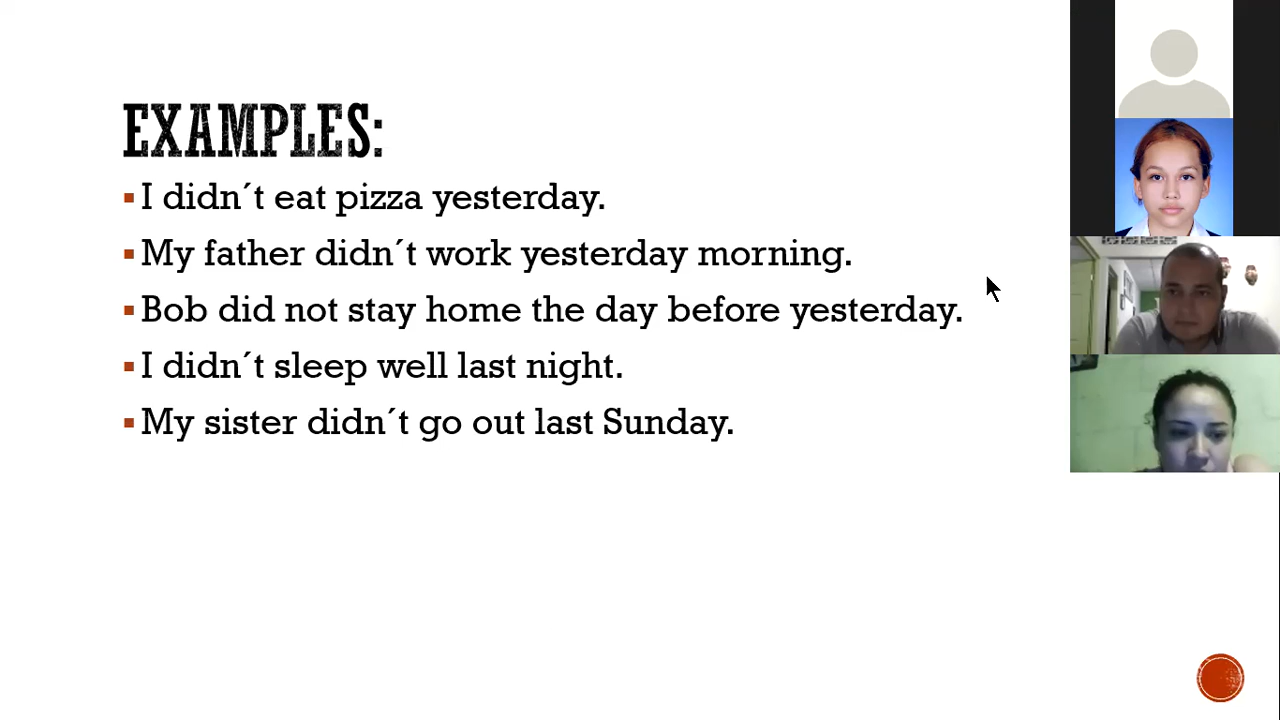 EXAMPLES:
▪I didn´t eat pizza yesterday.
▪My father didn´t work yesterday morning.
▪Bob did not stay home the day before yesterday.
▪I didn´t sleep well last night.
▪My sister didn´t go out last Sunday.